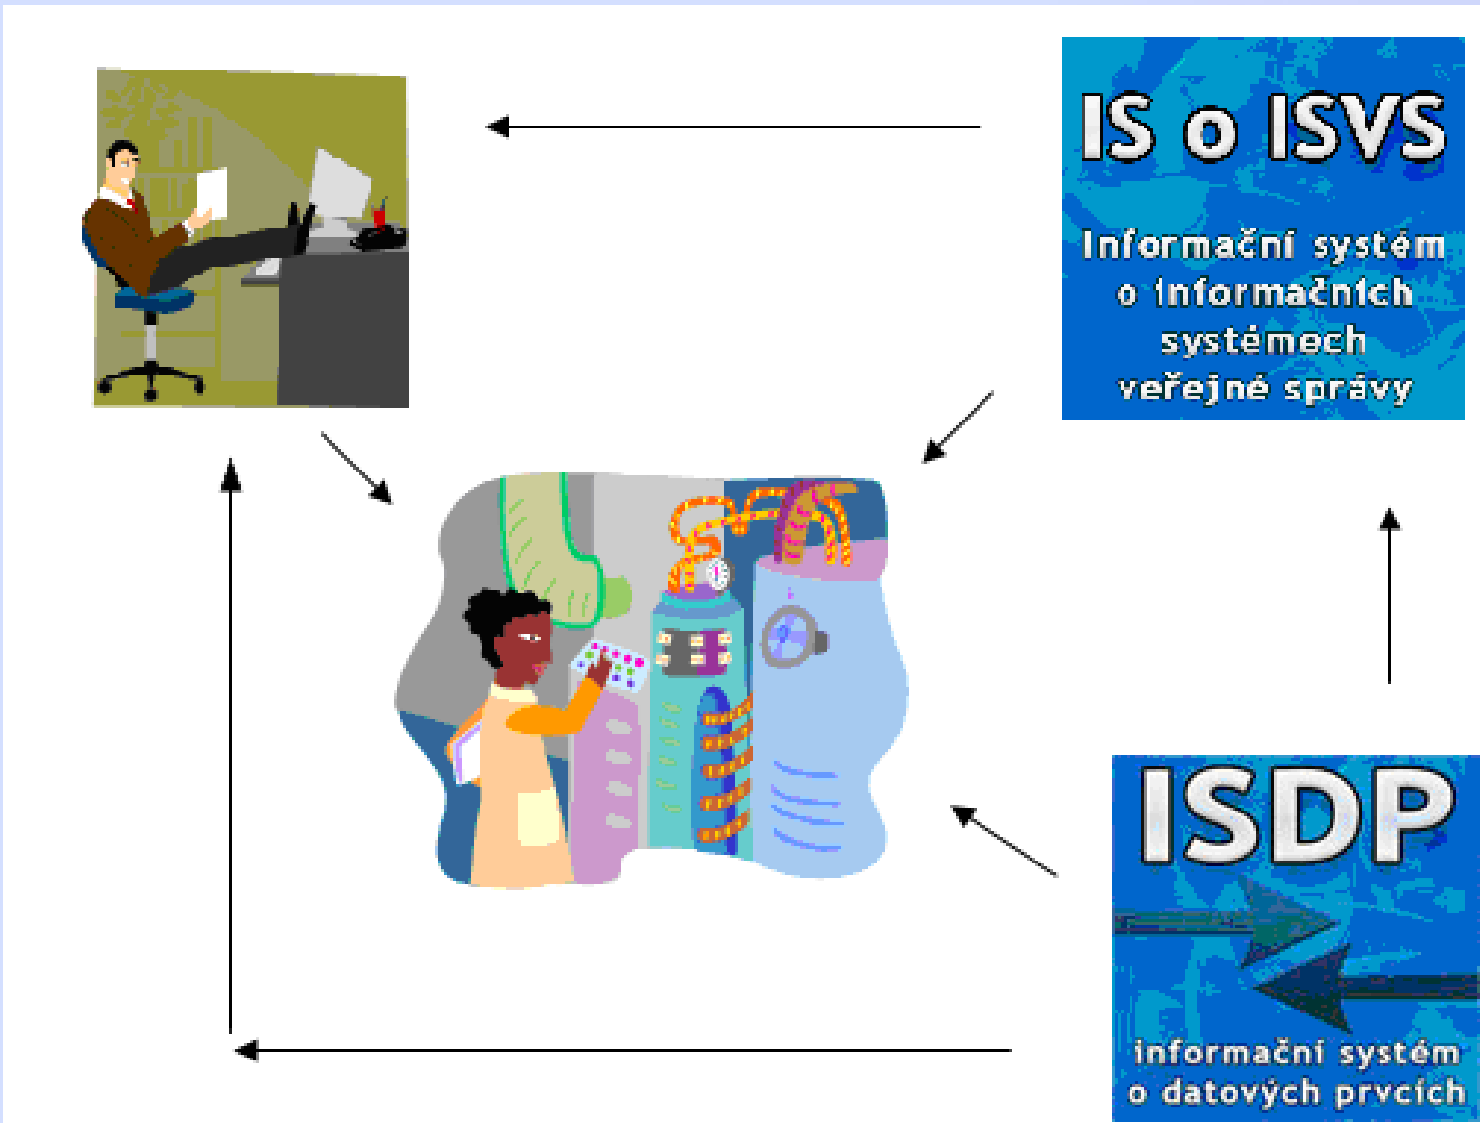 IS o ISVS
Informační systém
o informačních
systémech
veřejné správy
ISDP
informační systém
o datových prvcích